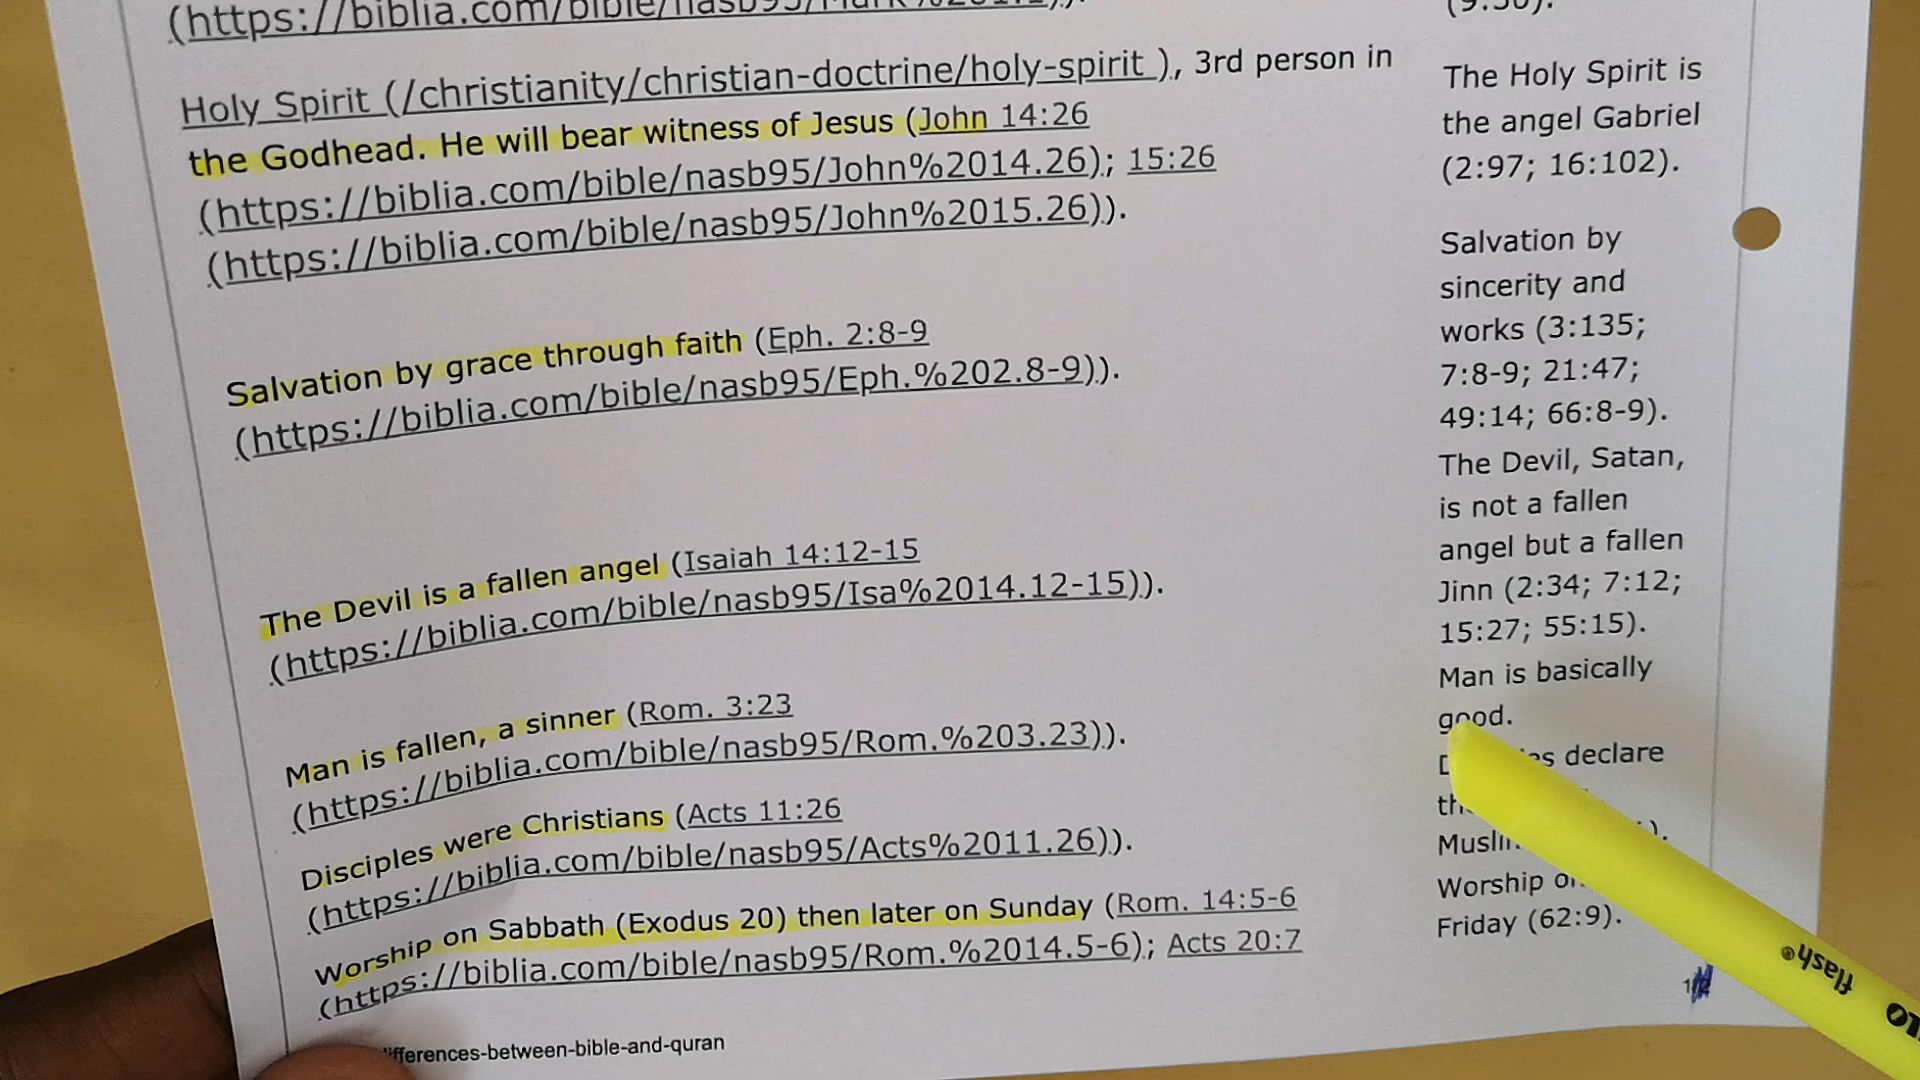 Holy Spirit (/christianity/christian-doctrine/holy-spirit ), 3rd person in
the Godhead. He will bear witness of Jesus (John 14:26
(https://biblia.com/bible/nasb95/John%2014.26); 15:26
(https://biblia.com/bible/nasb95/John%2015.26)).
Salvation by grace through faith (Eph. 2:8-9
(https://biblia.com/bible/nasb95/Eph.%202.8-9)).
The Devil is a fallen angel (Isaiah 14:12-15
(https://biblia.com/bible/nasb95/Isa%2014.12-15)).
Man is fallen, a sinner (Rom. 3:23
(https://biblia.com/bible/nasb95/Rom.%203.23)).
Disciples were Christians (Acts 11:26
(https://biblia.com/bible/nasb95/Acts%2011.26)).
Worship on Sabbath (Exodus 20) then later on Sunday (Rom. 14:5-6
(https://biblia.com/bible/nasb95/Rom.%2014.5-6); Acts 20:7
The Holy Spirit is
the angel Gabriel
(2:97; 16:102).
Salvation by
sincerity and
works (3:135;
7:8-9; 21:47;
49:14; 66:8-9).
The Devil, Satan,
is not a fallen
angel but a fallen
Jinn (2:34; 7:12;
15:27; 55:15).
Man is basically
good.
declare
Worship
Friday (62:9).
fferences-between-bible-and-quran
flash®